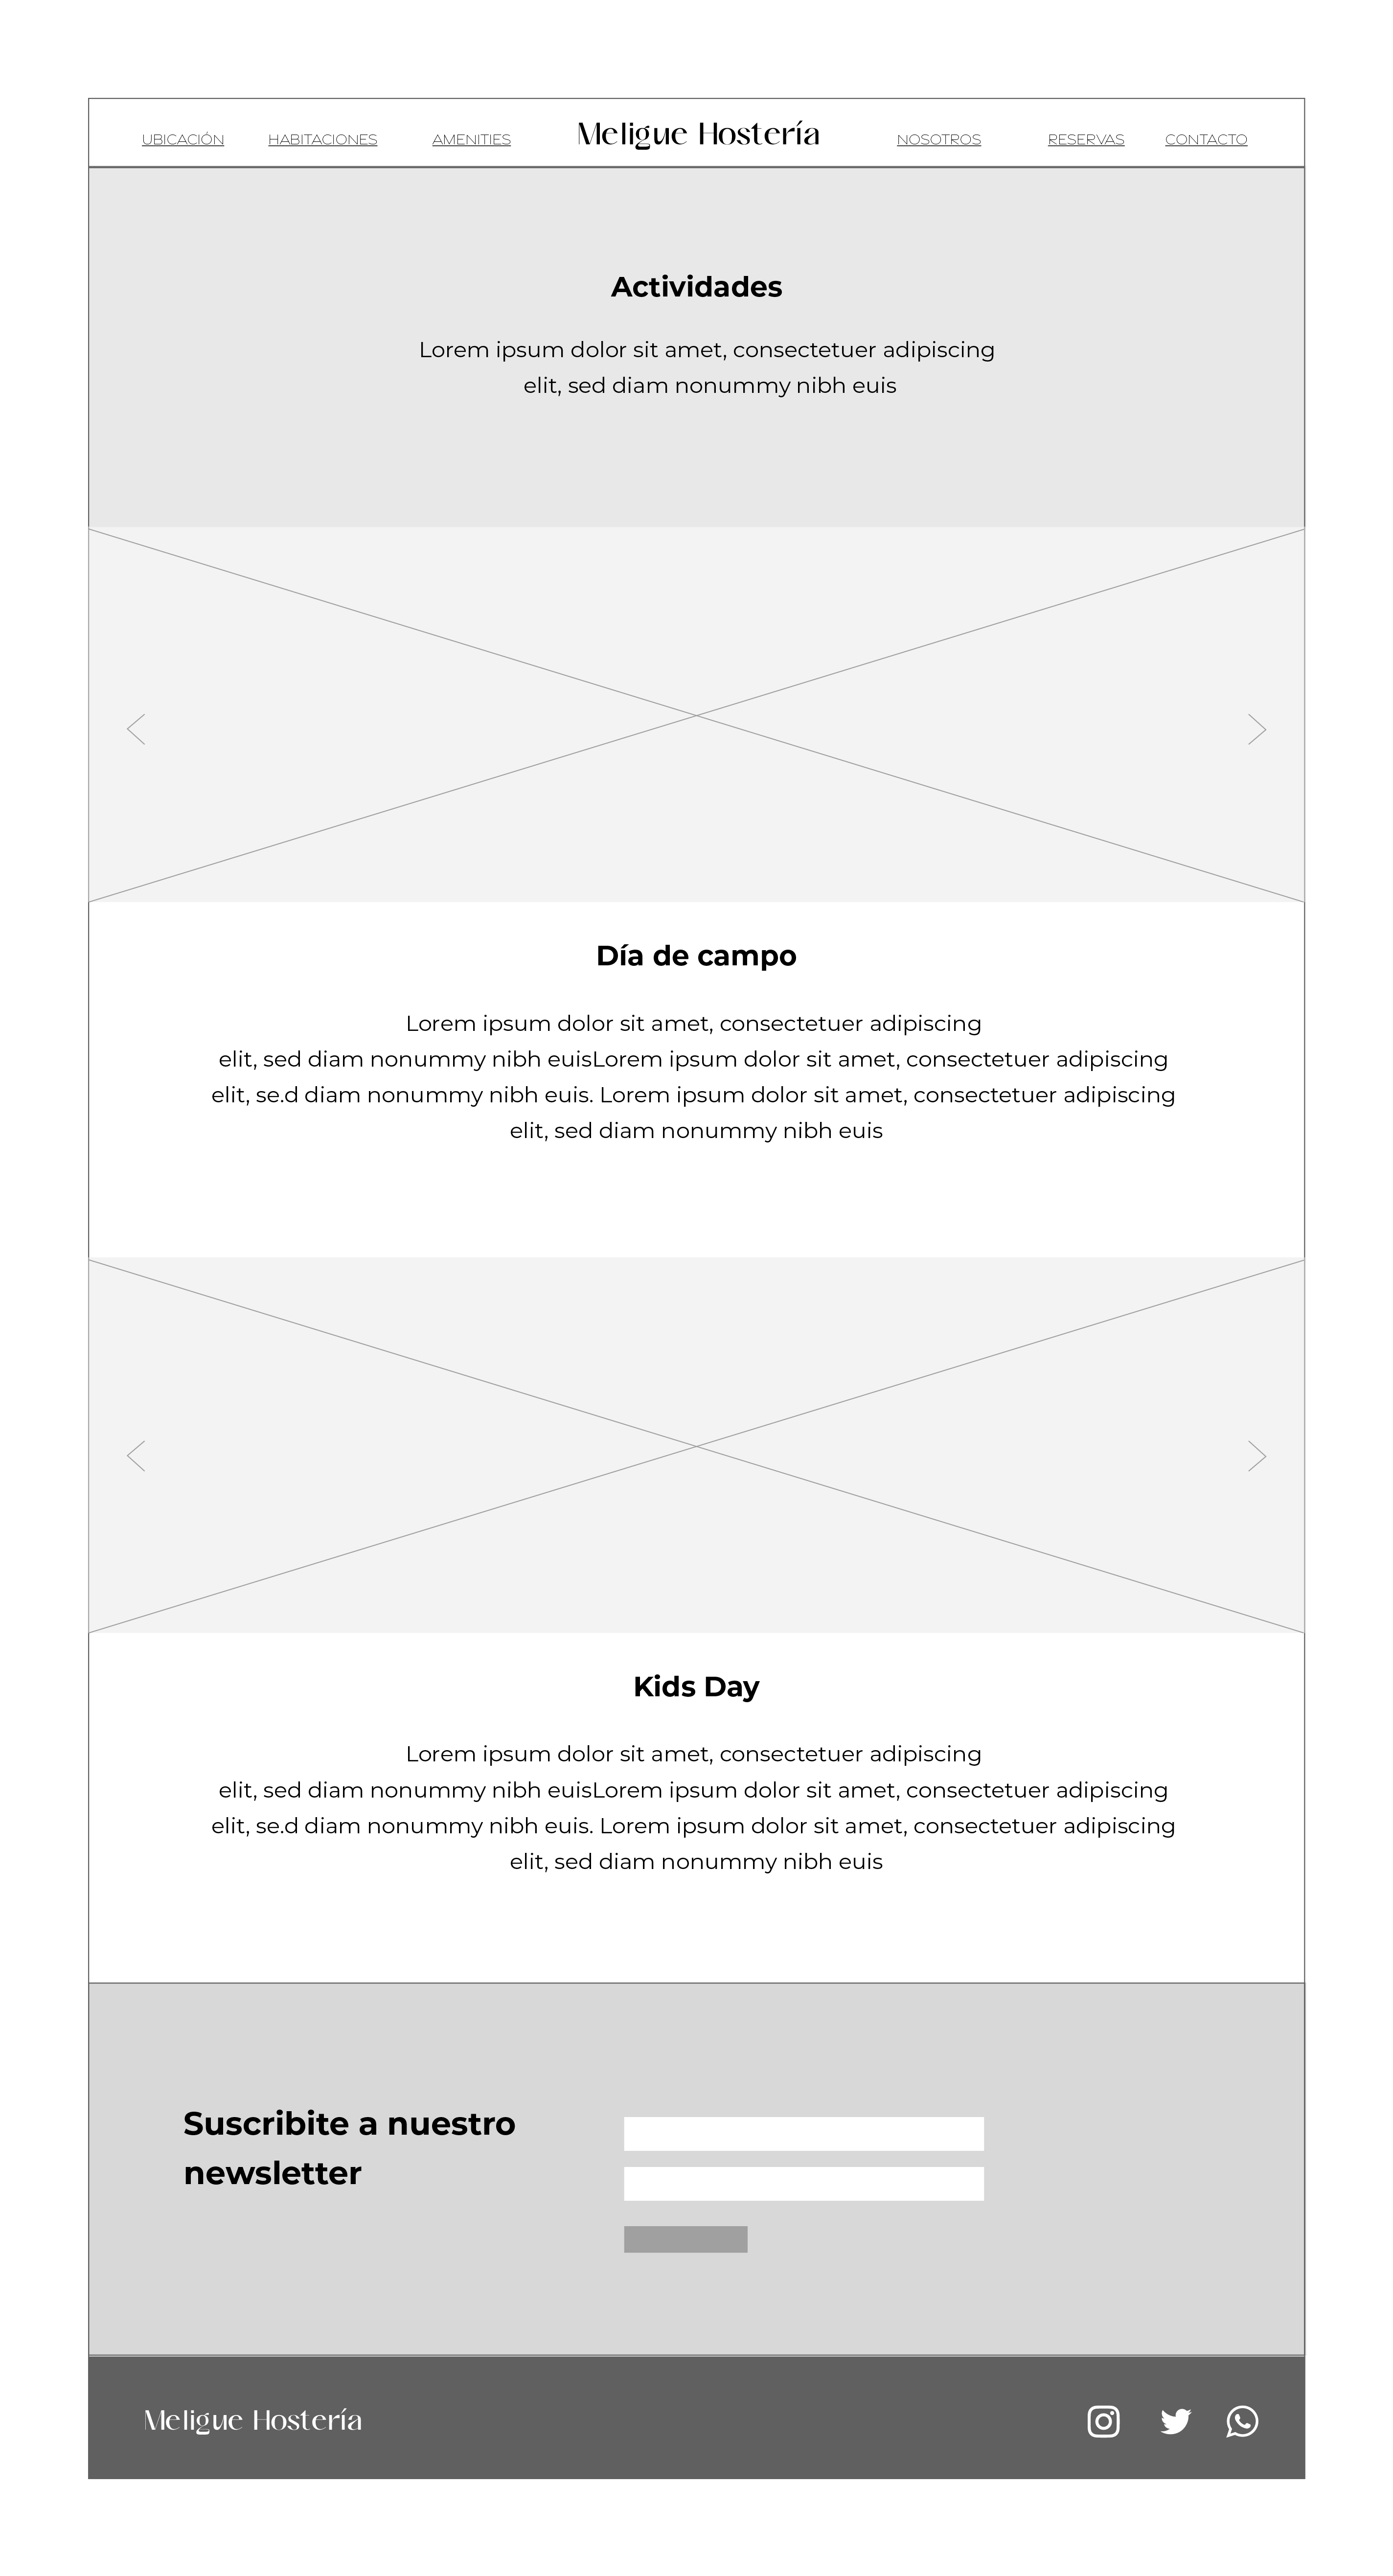 UBICACIÓN HABITACIONES AMENITIES Meligue Hostería NOSOTROS RESERVAS CONTACTO
Actividades
Lorem ipsum dolor sit amet, consectetuer adipiscing
elit, sed diam nonummy nibh euis
Día de campo
Lorem ipsum dolor sit amet, consectetuer adipiscing
elit, sed diam nonummy nibh euisLorem ipsum dolor sit amet, consectetuer adipiscing
elit, se.d diam nonummy nibh euis. Lorem ipsum dolor sit amet, consectetuer adipiscing
elit, sed diam nonummy nibh euis
Kids Day
Lorem ipsum dolor sit amet, consectetuer adipiscing
elit, sed diam nonummy nibh euisLorem ipsum dolor sit amet, consectetuer adipiscing
elit, se.d diam nonummy nibh euis. Lorem ipsum dolor sit amet, consectetuer adipiscing
elit, sed diam nonummy nibh euis
Suscribite a nuestro
newsletter
Meligue Hostería